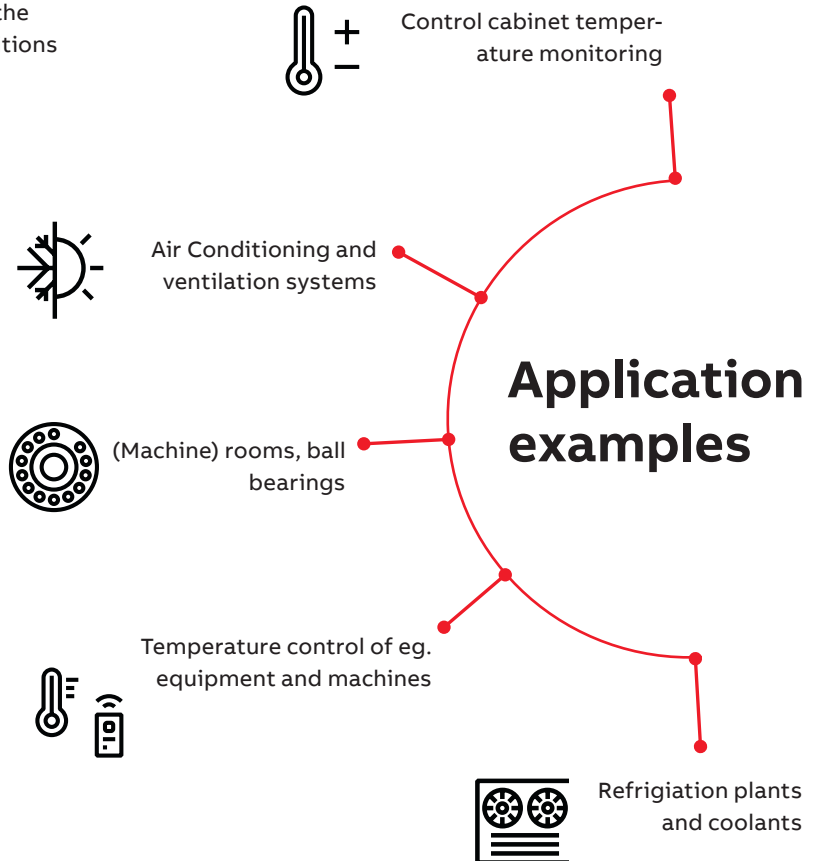 the
tions
Control cabinet temper-
ature monitoring
Air Conditioning and
ventilation systems
Application
examples
(Machine) rooms, ball
bearings
Temperature control of eg.
equipment and machines
Refrigiation plants
and coolants